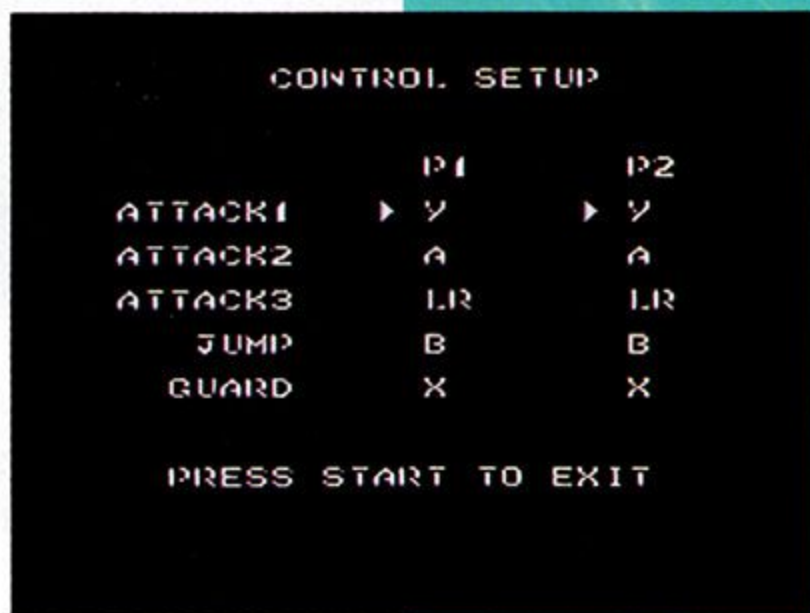 CONTROL SETUP
P1 P2
ATTACK1 Y Y
ATTACK2 A A
ATTACK3 LR LR
JUMP B B
GUARD X X
PRESS START TO EXIT